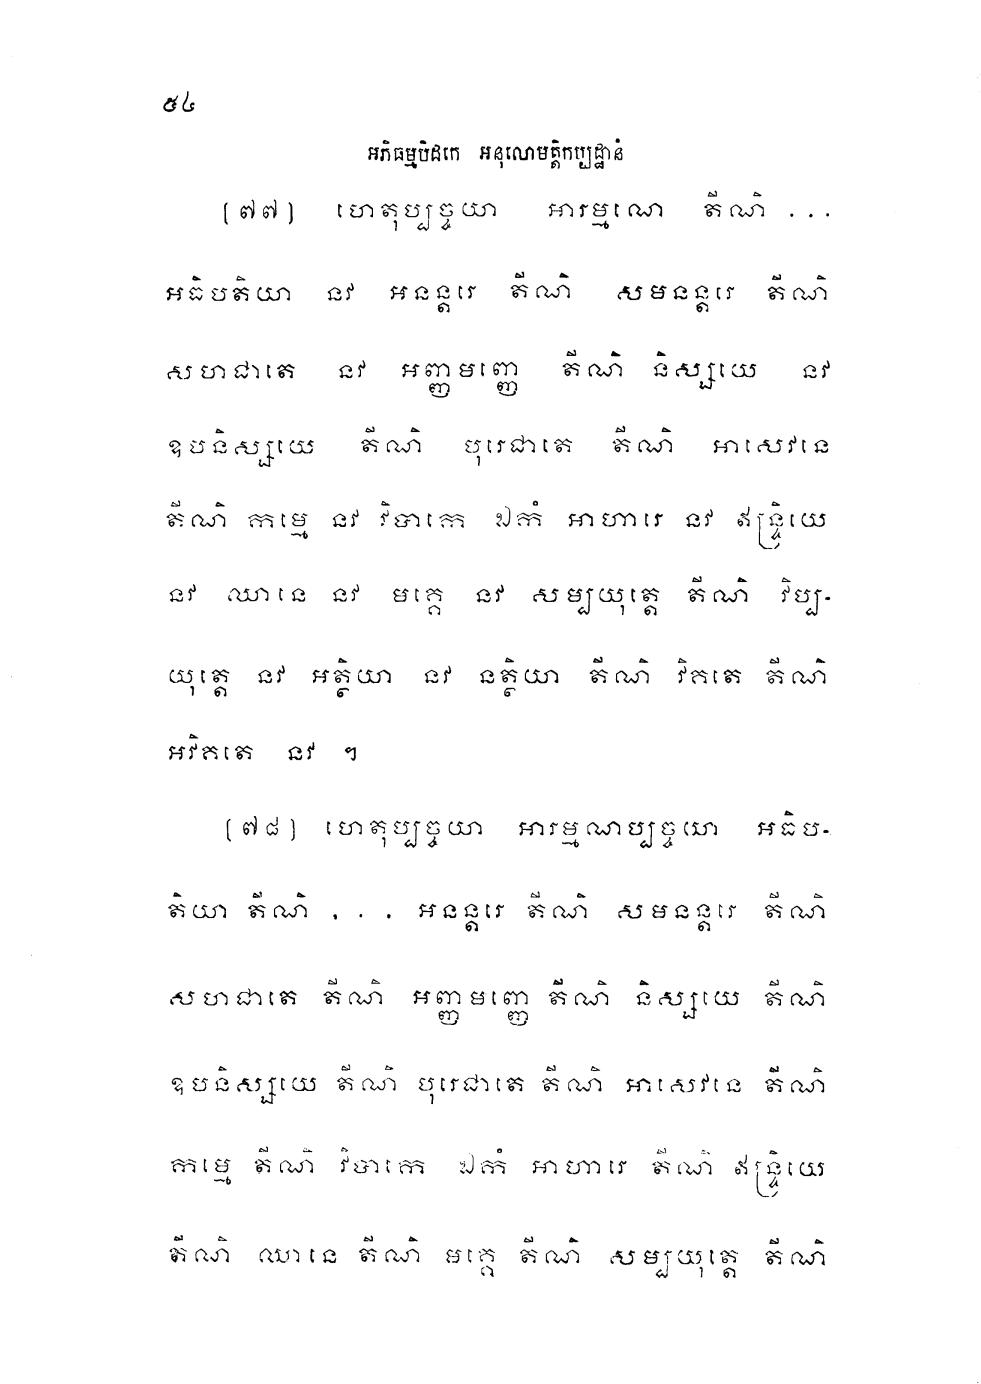 ៥៤
អភិធម្មបិដកេ អនុលោមត្តិកប្បដ្ឋានំ
(៧៧) ហេតុប្បច្ចយា អារម្មណេ តីណិ ...
អធិបតិយា នវ អនន្តរេ តីណិ សមនន្តរេ តីណិ
សហជាតេ នវ អញ្ញមញ្ញេ តីណិ និស្សយេ នវ
ឧបនិស្សយេ តីណិ បុរេជាតេ តីណិ អាសេវនេ
តីណិ កម្មេ នវ វិបាកេ ឯកំ អាហារេ នវ ឥន្ទ្រិយេ
នវ ឈានេ នវ មគ្គេ នវ សម្បយុត្តេ តីណិ វិប្ប-
យុត្តេ នវ អត្ថិយា នវ នត្ថិយា តីណិ វិគតេ តីណិ
អវិគតេ នវ ។
(៧៨) ហេតុប្បច្ចយា អារម្មណប្បច្ចយា អធិប-
តិយា តីណិ ... អនន្តរេ តីណិ សមនន្តរេ តីណិ
សហជាតេ តីណិ អញ្ញមញ្ញេ តីណិ និស្សយេ តីណិ
ឧបនិស្សយេ តីណិ បុរេជាតេ តីណិ អាសេវនេ តីណិ
កម្មេ តីណិ វិបាកេ ឯកំ អាហារេ តីណិ ឥន្ទ្រិយេ
តីណិ ឈានេ តីណិ មគ្គេ តីណិ សម្បយុត្តេ តីណិ